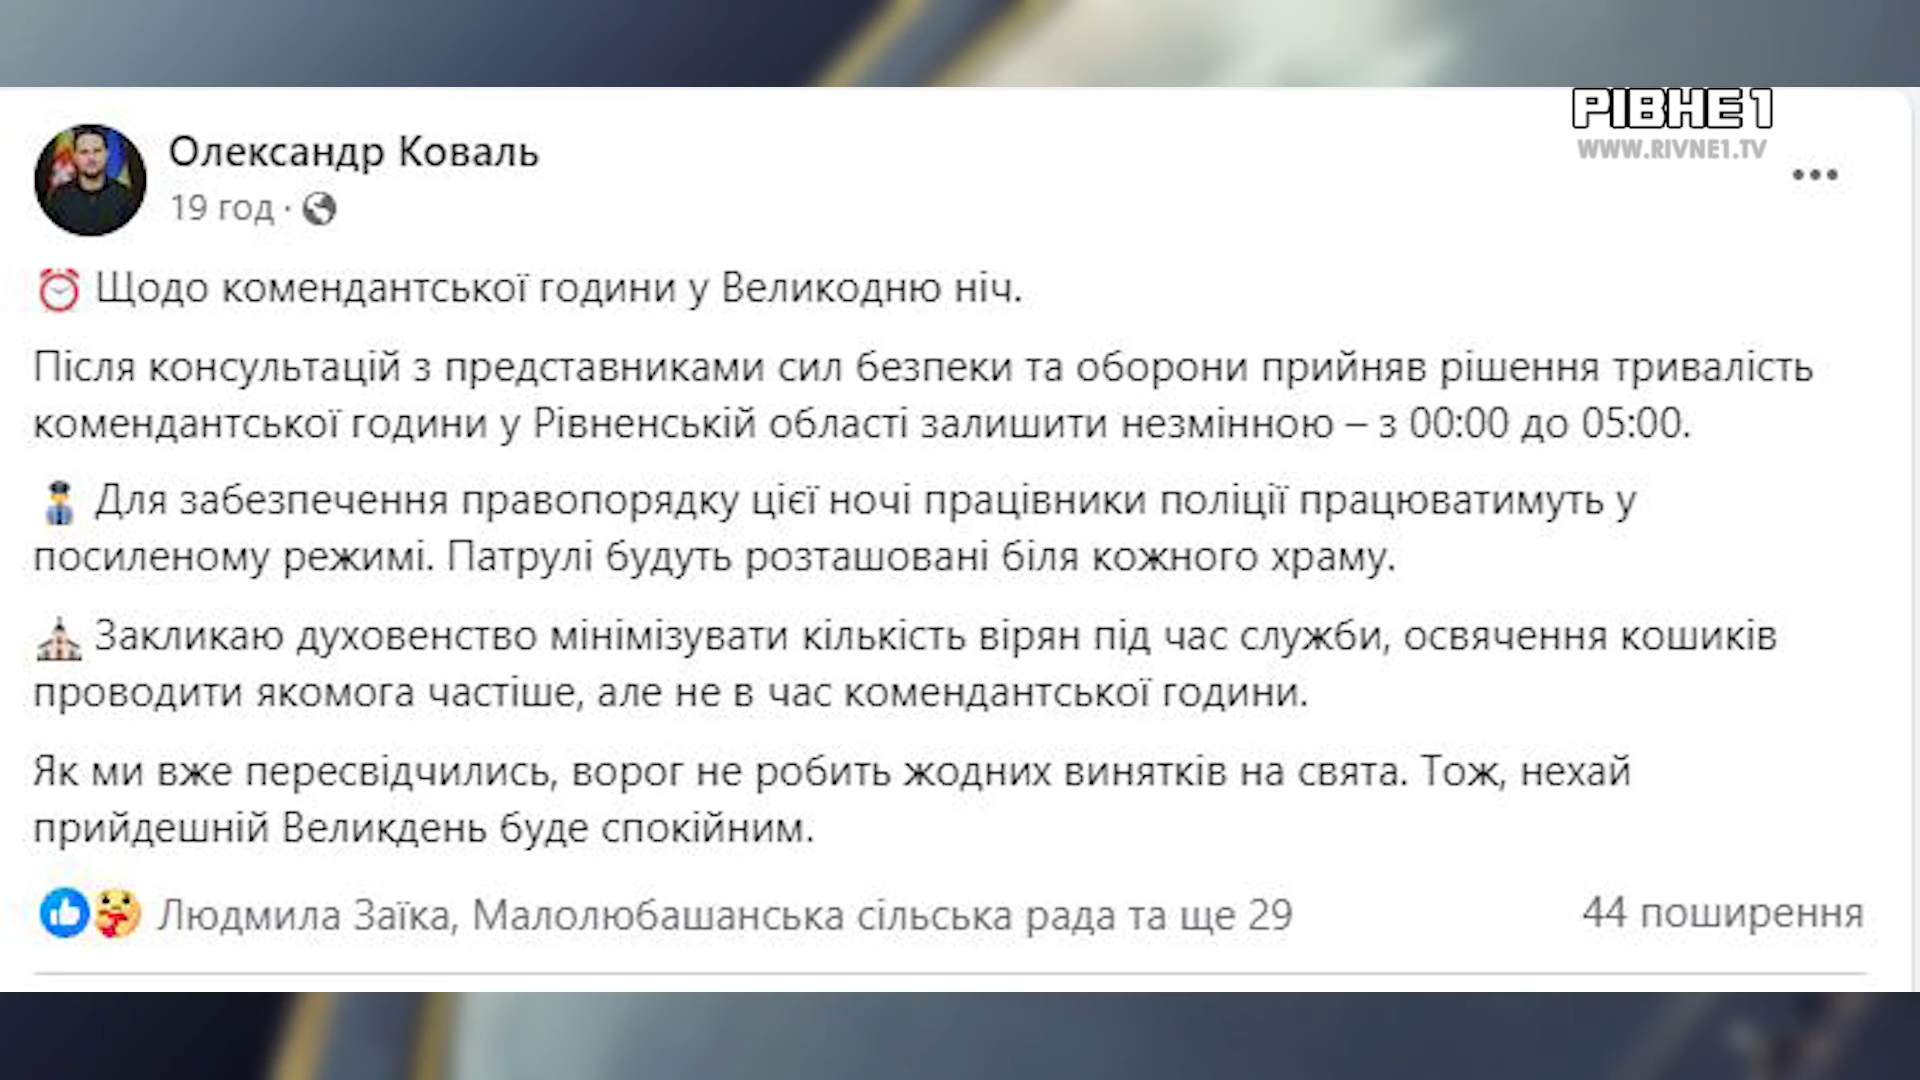 РІВНЕ1
WWW.RIVNE1.TV
Олександр Коваль
19 год ·
Щодо комендантської години у Великодню ніч.
Після консультацій з представниками сил безпеки та оборони прийняв рішення тривалість
комендантської години у Рівненській області залишити незмінною – з 00:00 до 05:00.
Для забезпечення правопорядку цієї ночі працівники поліції працюватимуть у
посиленому режимі. Патрулі будуть розташовані біля кожного храму.
Закликаю духовенство мінімізувати кількість вірян під час служби, освячення кошиків
проводити якомога частіше, але не в час комендантської години.
Як ми вже пересвідчились, ворог не робить жодних винятків на свята. Тож, нехай
прийдешній Великдень буде спокійним.
Людмила Заїка, Малолюбашанська сільська рада та ще 29
44 поширення